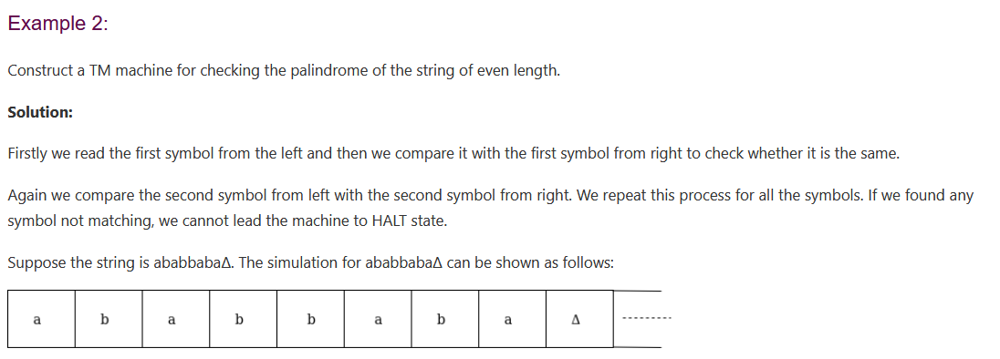 Example 2:
Construct a TM machine for checking the palindrome of the string of even length.
Solution:
Firstly we read the first symbol from the left and then we compare it with the first symbol from right to check whether it is the same.
Again we compare the second symbol from left with the second symbol from right. We repeat this process for all the symbols. If we found any
symbol not matching, we cannot lead the machine to HALT state.
Suppose the string is ababbabaΔ. The simulation for ababbabaΔ can be shown as follows:
a b a b b a b a Δ ---------